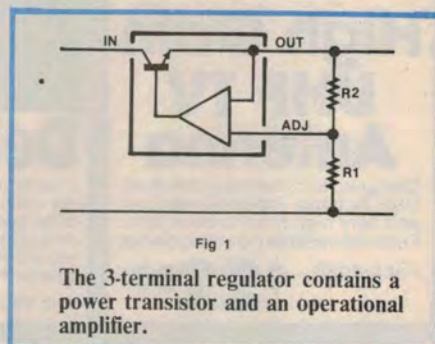 IN
OUT
R2
ADJ
R1
Fig 1
The 3-terminal regulator contains a
power transistor and an operational
amplifier.